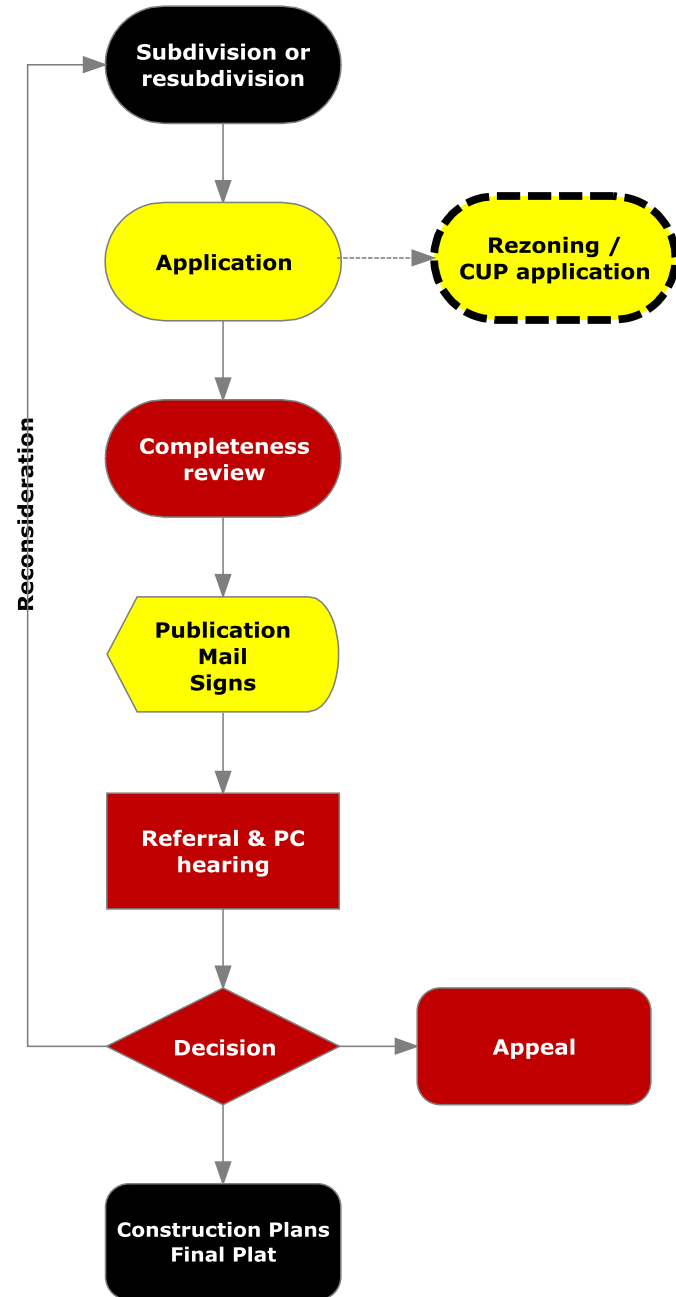 Subdivision or
resubdivision
Application
Rezoning /
CUP application
Completeness
review
Reconsideration
Publication
Mail
Signs
Referral & PC
hearing
Decision
Appeal
Construction Plans
Final Plat